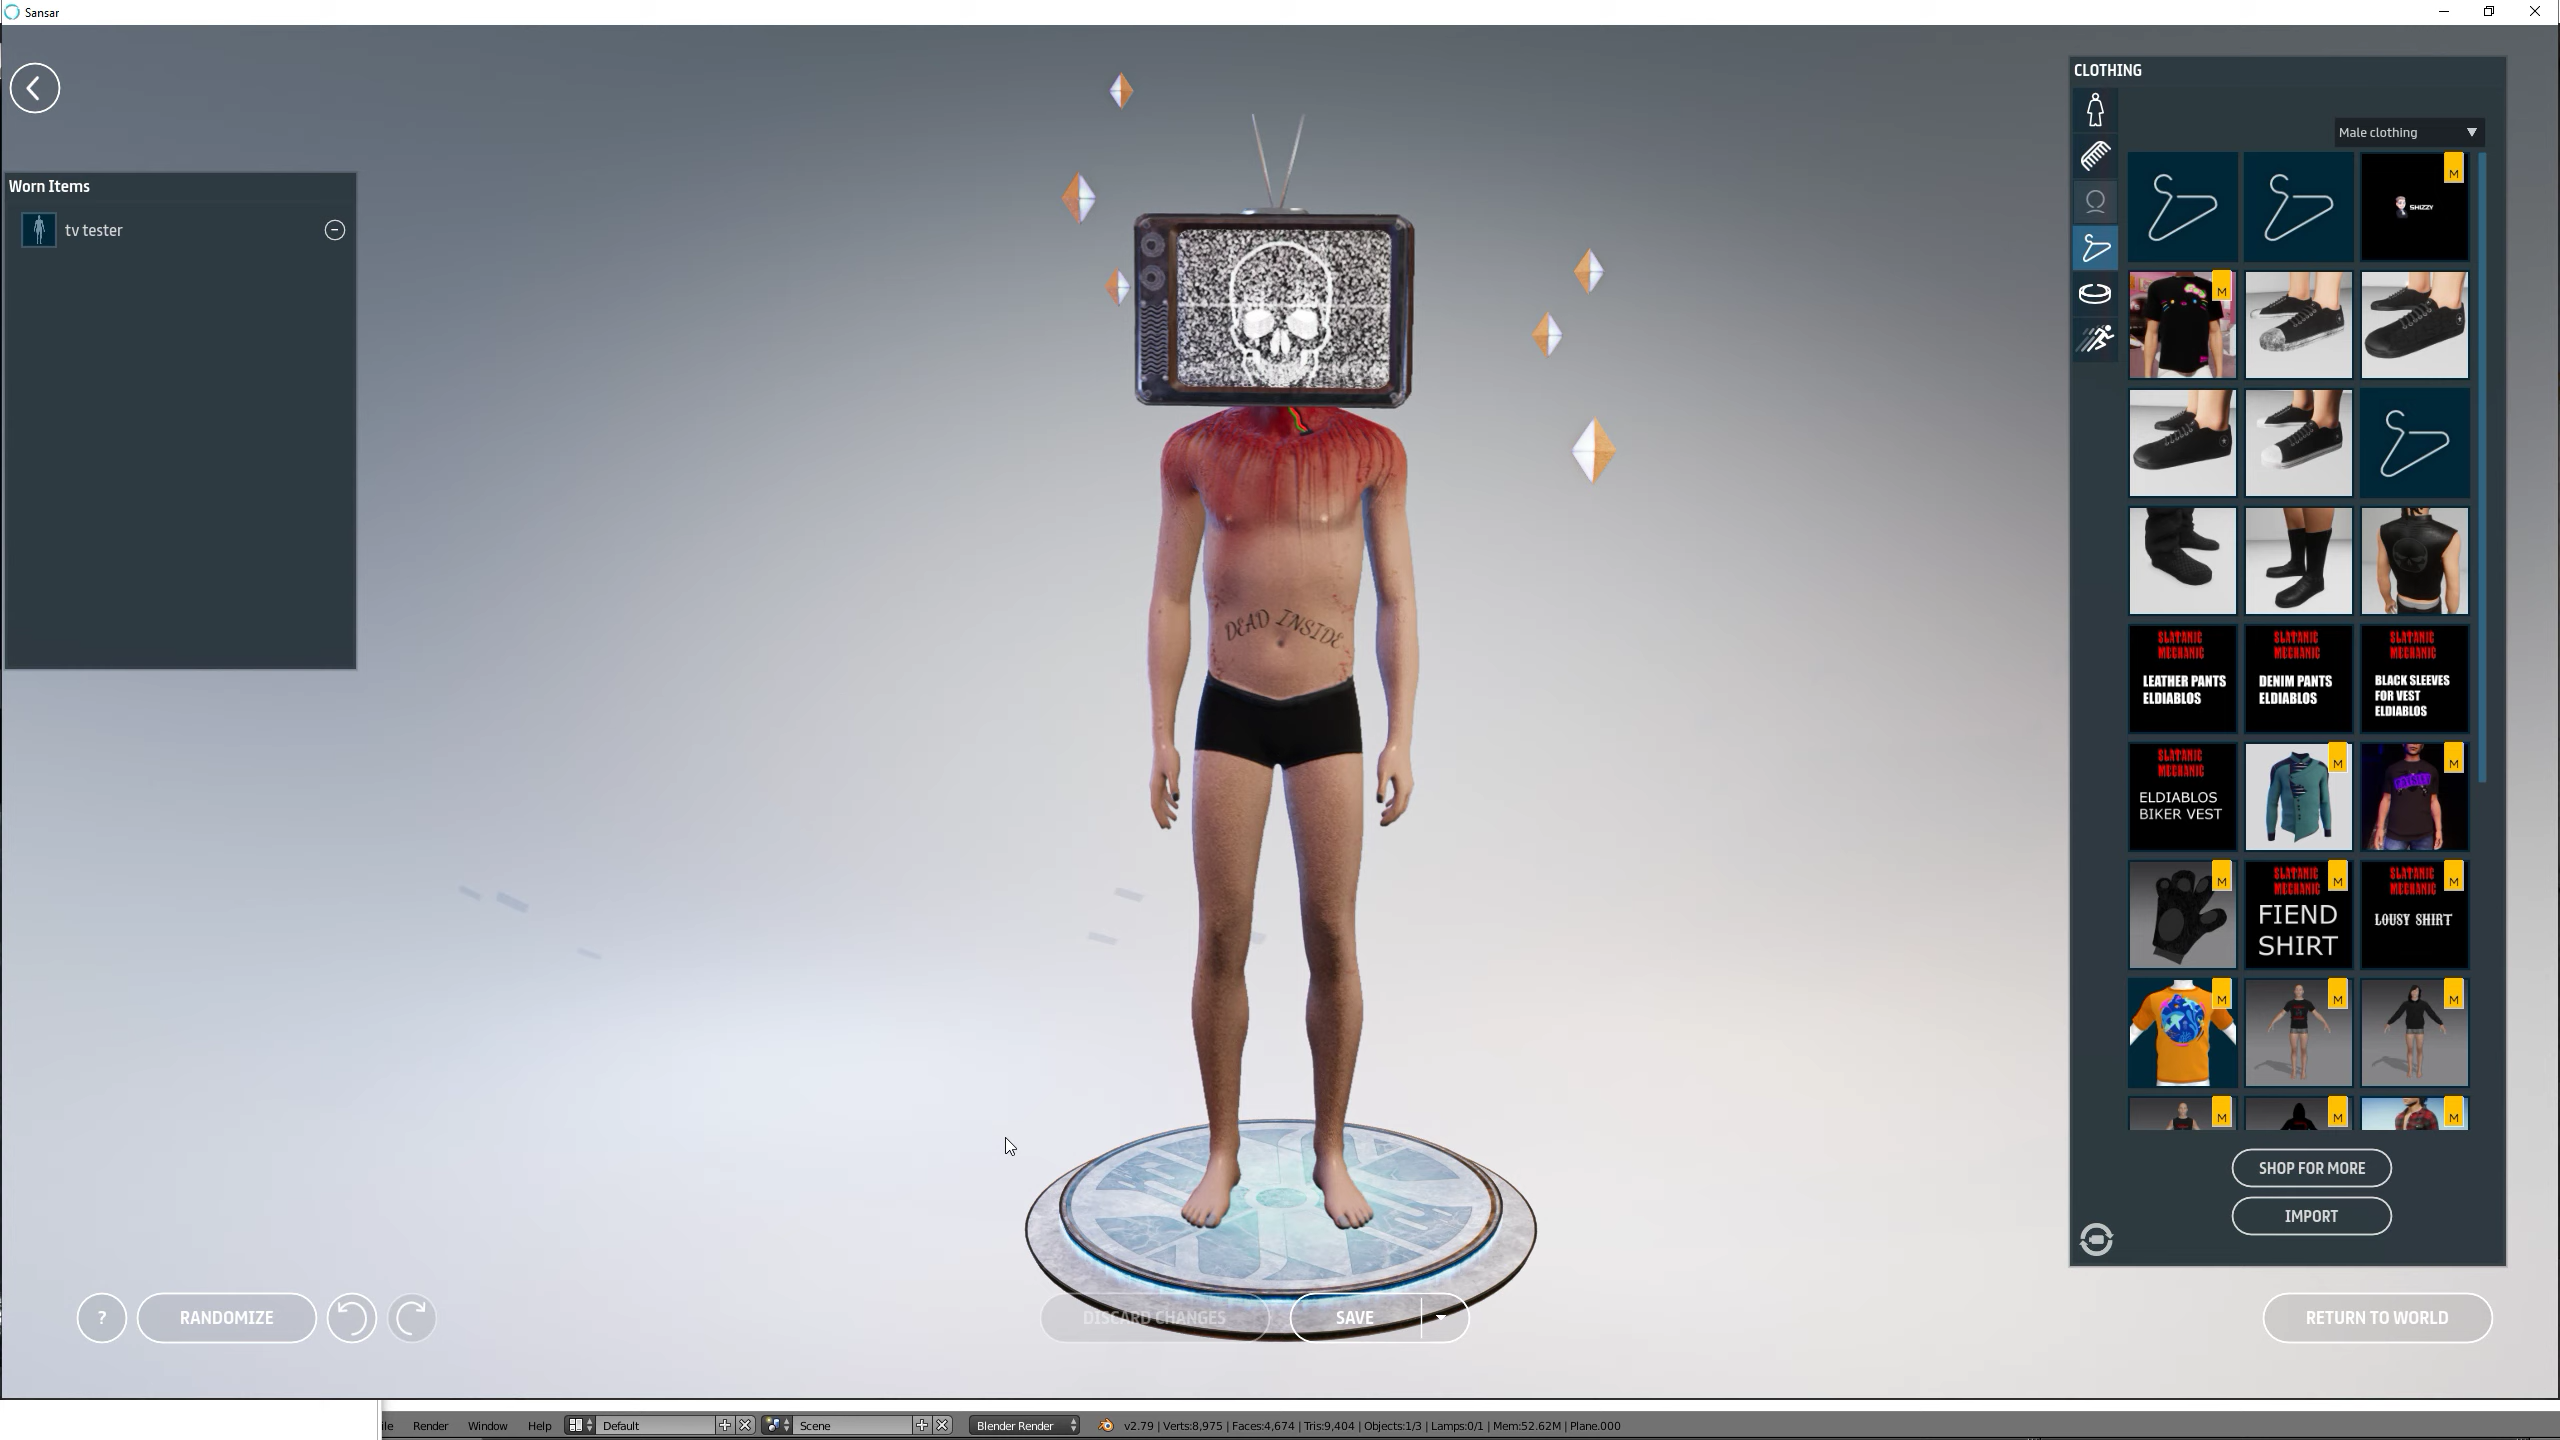 Sansar
CLOTHING
Male clothing
Worn Items
tv tester
M
SHIZZY
M
DEAD INSIDE
SLATANIC
MECHANIC
LEATHER PANTS
ELDIABLOS
SLATANIC
MECHANIC
DENIM PANTS
ELDIABLOS
SLATANIC
MECHANIC
BLACK SLEEVES
FOR VEST
ELDIABLOS
SLATANIC
MECHANIC
ELDIABLOS
BIKER VEST
M
M
M
SLATANIC
MECHANIC
FIEND
SHIRT
M
SLATANIC
MECHANIC
LOUSY SHIRT
M
M
M
M
M
M
M
SHOP FOR MORE
IMPORT
?
RANDOMIZE
DISCARD CHANGES
SAVE
RETURN TO WORLD
ile
Render
Window
Help
Default
Scene
Blender Render
v2.79 | Verts:8,975 | Faces:4,674 | Tris:9,404 | Objects:1/3 | Lamps:0/1 | Mem:52.62M | Plane.000